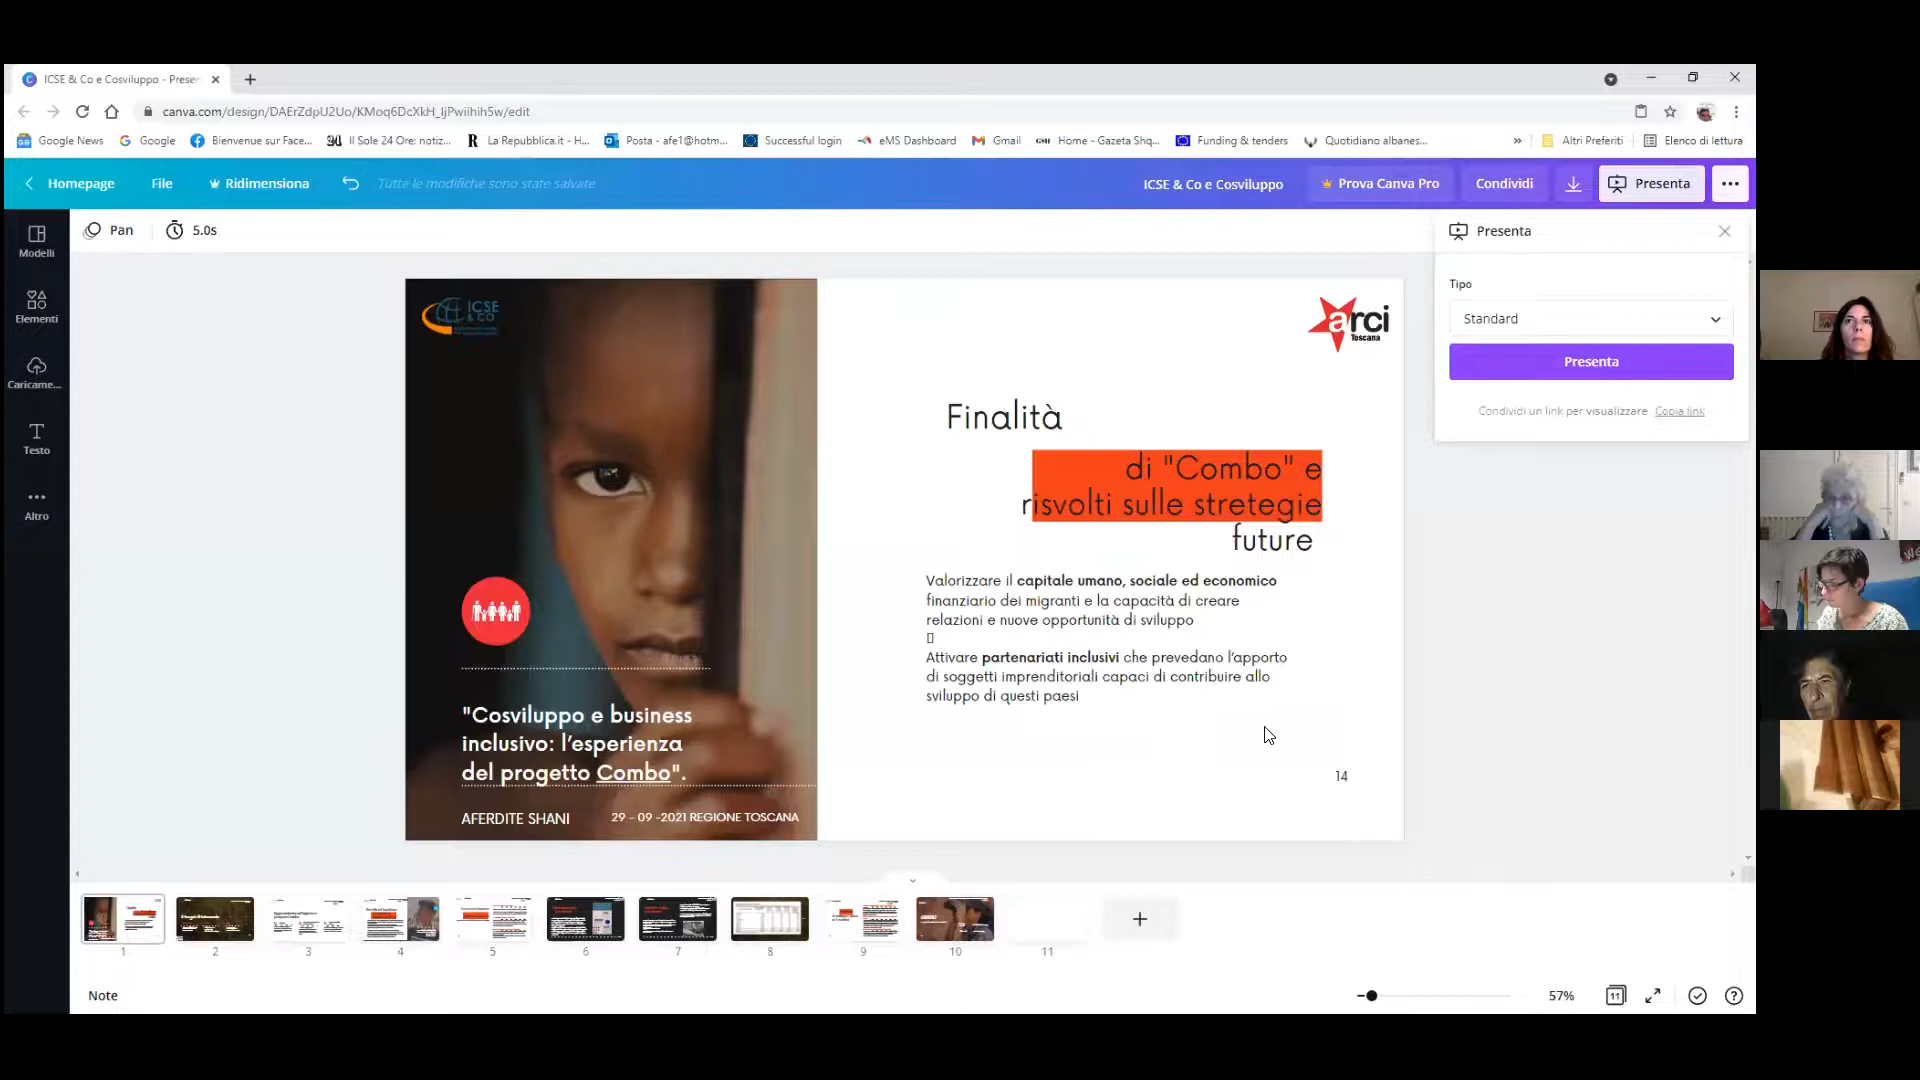 ICSE & Co e Cosviluppo - Prese
canva.com/design/DAErZdpU2Uo/KMoq6DcXkH_IjPwiihih5w/edit
Google News Google Bienvenue sur Face... Il Sole 24 Ore: notiz... La Repubblica.it - H... Posta - afe1@hotm... Successful login eMS Dashboard Gmail Home - Gazeta Shq... Funding & tenders Quotidiano albanes... » Altri Preferiti Elenco di lettura
Homepage File Ridimensiona Tutte le modifiche sono state salvate ICSE & Co e Cosviluppo Prova Canva Pro Condividi Presenta
Pan 5.0s
Modelli
Elementi
Caricame...
Testo
Altro
ICSE
& CO
"Cosviluppo e business
inclusivo: l'esperienza
del progetto Combo".
AFERDITE SHANI 29 - 09 -2021 REGIONE TOSCANA
arci
Toscana
Finalità
di "Combo" e
risvolti sulle stretegie
future
Valorizzare il capitale umano, sociale ed economico
finanziario dei migranti e la capacità di creare
relazioni e nuove opportunità di sviluppo
Attivare partenariati inclusivi che prevedano l'apporto
di soggetti imprenditoriali capaci di contribuire allo
sviluppo di questi paesi
14
Presenta
Tipo
Standard
Presenta
Condividi un link per visualizzare Copia link
1 2 3 4 5 6 7 8 9 10 11
Note
57%
11